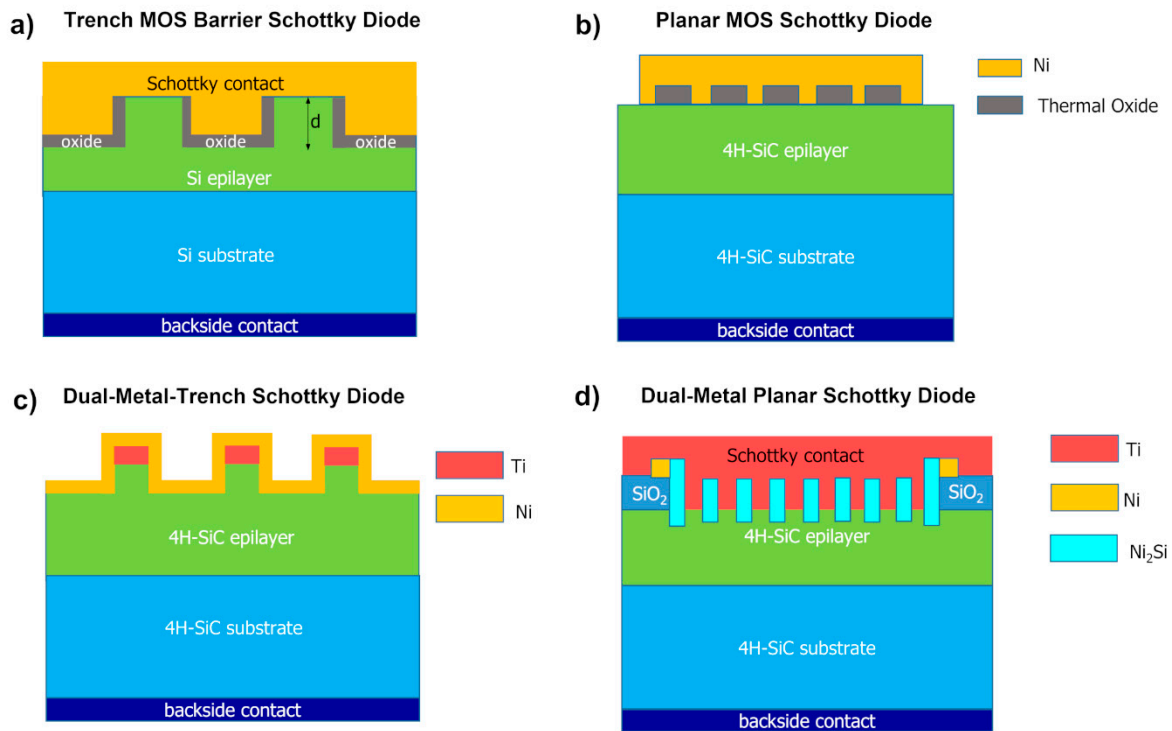 a) Trench MOS Barrier Schottky Diode
Schottky contact
d
oxide oxide oxide
Si epilayer
Si substrate
backside contact
b) Planar MOS Schottky Diode
Ni
Thermal Oxide
4H-SiC epilayer
4H-SiC substrate
backside contact
c) Dual-Metal-Trench Schottky Diode
Ti
Ni
4H-SiC epilayer
4H-SiC substrate
backside contact
d) Dual-Metal Planar Schottky Diode
Schottky contact
SiO₂ SiO₂
Ti
Ni
Ni₂Si
4H-SiC epilayer
4H-SiC substrate
backside contact